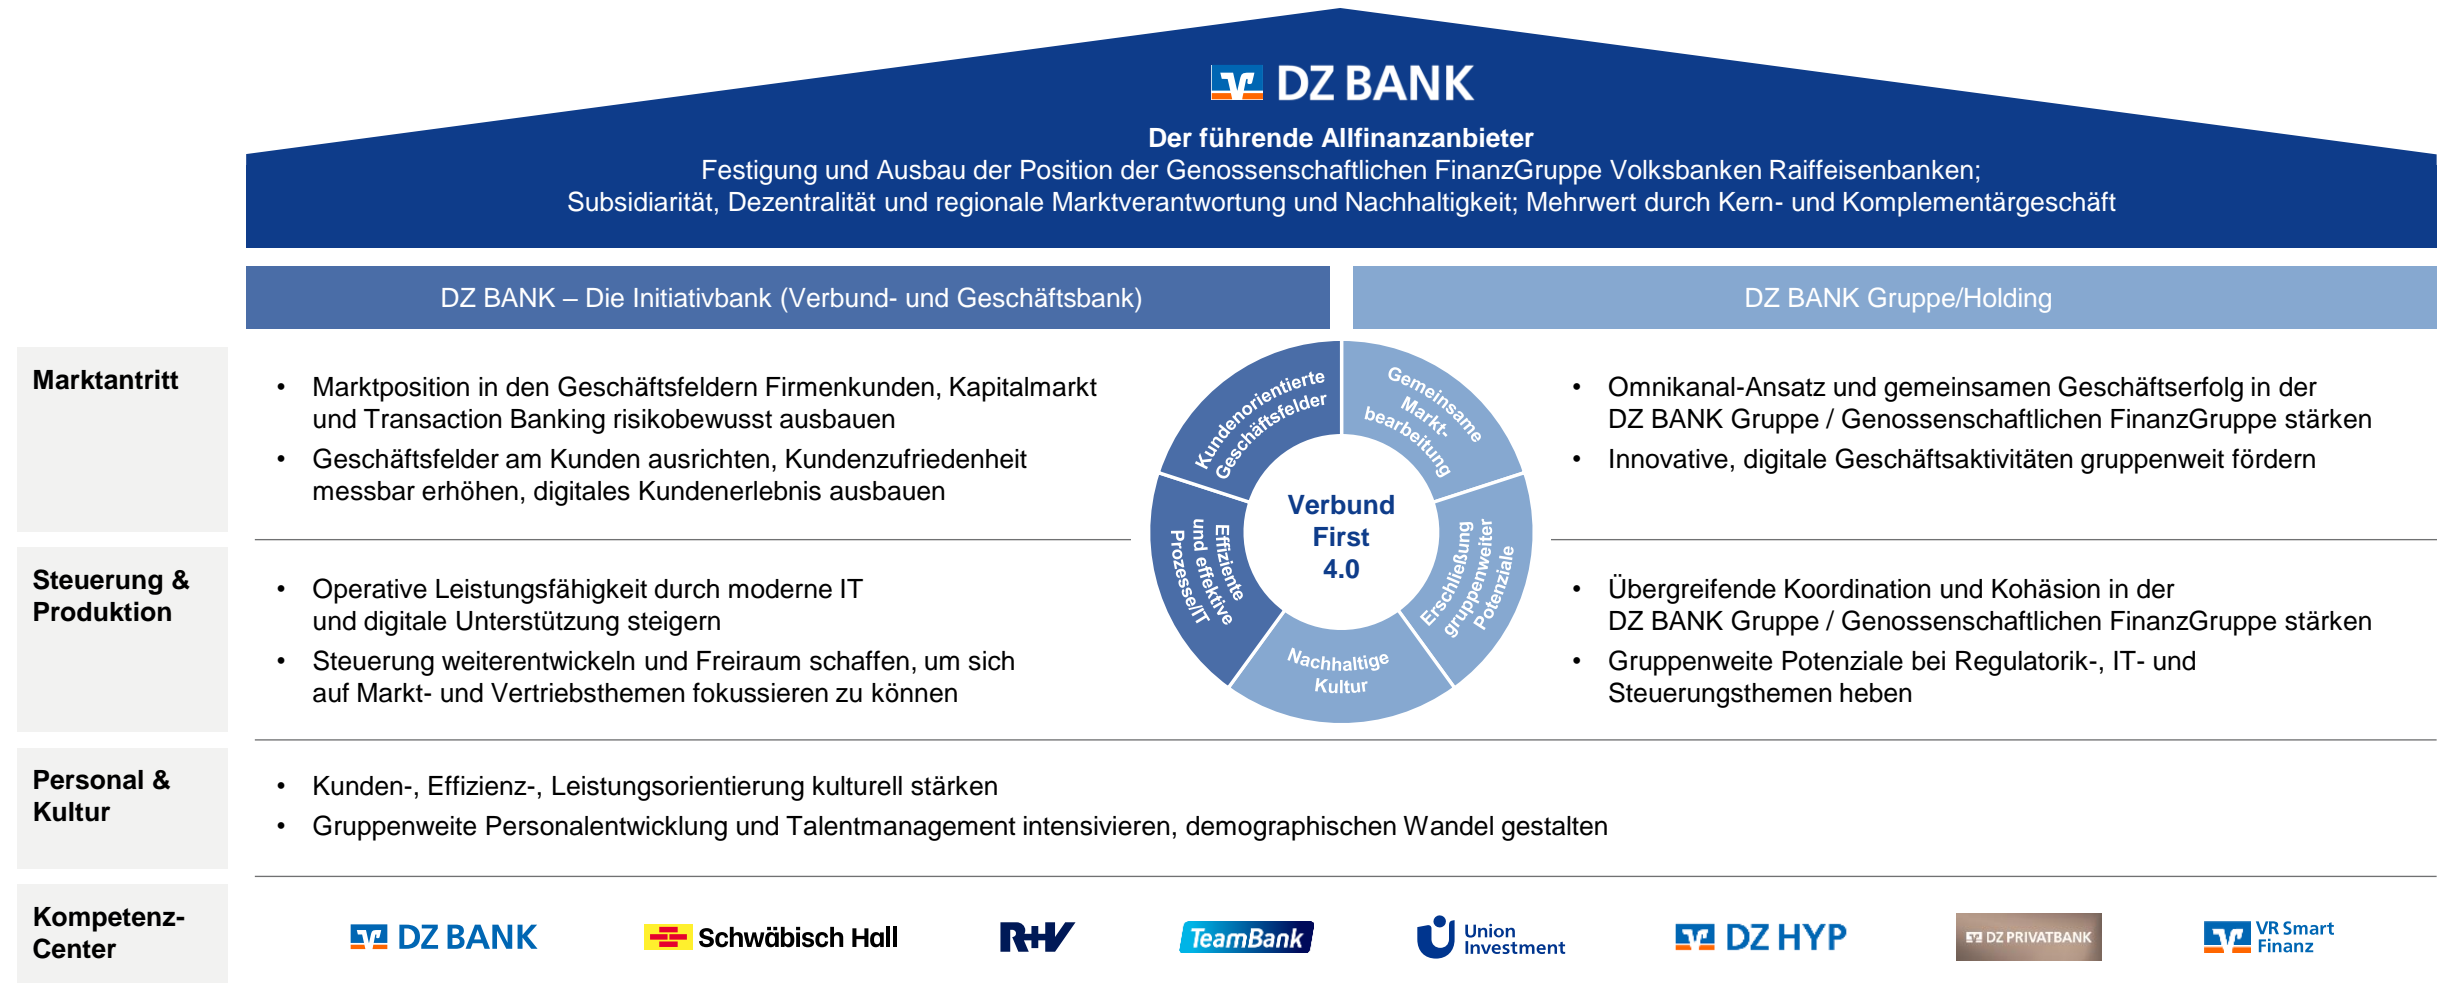 DZ BANK
Der führende Allfinanzanbieter
Festigung und Ausbau der Position der Genossenschaftlichen FinanzGruppe Volksbanken Raiffeisenbanken;
Subsidiarität, Dezentralität und regionale Marktverantwortung und Nachhaltigkeit; Mehrwert durch Kern- und Komplementärgeschäft
DZ BANK – Die Initiativbank (Verbund- und Geschäftsbank)
DZ BANK Gruppe/Holding
Marktantritt
• Marktposition in den Geschäftsfeldern Firmenkunden, Kapitalmarkt
und Transaction Banking risikobewusst ausbauen
• Geschäftsfelder am Kunden ausrichten, Kundenzufriedenheit
messbar erhöhen, digitales Kundenerlebnis ausbauen
Kundenorientierte
Geschäftsfelder
Gemeinsame
Markt-
bearbeitung
Effiziente
und effektive
Prozesse/IT
Verbund
First
4.0
Erschließung
gruppenweiter
Potenziale
Nachhaltige
Kultur
• Omnikanal-Ansatz und gemeinsamen Geschäftserfolg in der
DZ BANK Gruppe / Genossenschaftlichen FinanzGruppe stärken
• Innovative, digitale Geschäftsaktivitäten gruppenweit fördern
Steuerung &
Produktion
• Operative Leistungsfähigkeit durch moderne IT
und digitale Unterstützung steigern
• Steuerung weiterentwickeln und Freiraum schaffen, um sich
auf Markt- und Vertriebsthemen fokussieren zu können
• Übergreifende Koordination und Kohäsion in der
DZ BANK Gruppe / Genossenschaftlichen FinanzGruppe stärken
• Gruppenweite Potenziale bei Regulatorik-, IT- und
Steuerungsthemen heben
Personal &
Kultur
• Kunden-, Effizienz-, Leistungsorientierung kulturell stärken
• Gruppenweite Personalentwicklung und Talentmanagement intensivieren, demographischen Wandel gestalten
Kompetenz-
Center
DZ BANK
Schwäbisch Hall
R+V
TeamBank
Union
Investment
DZ HYP
DZ PRIVATBANK
VR Smart
Finanz